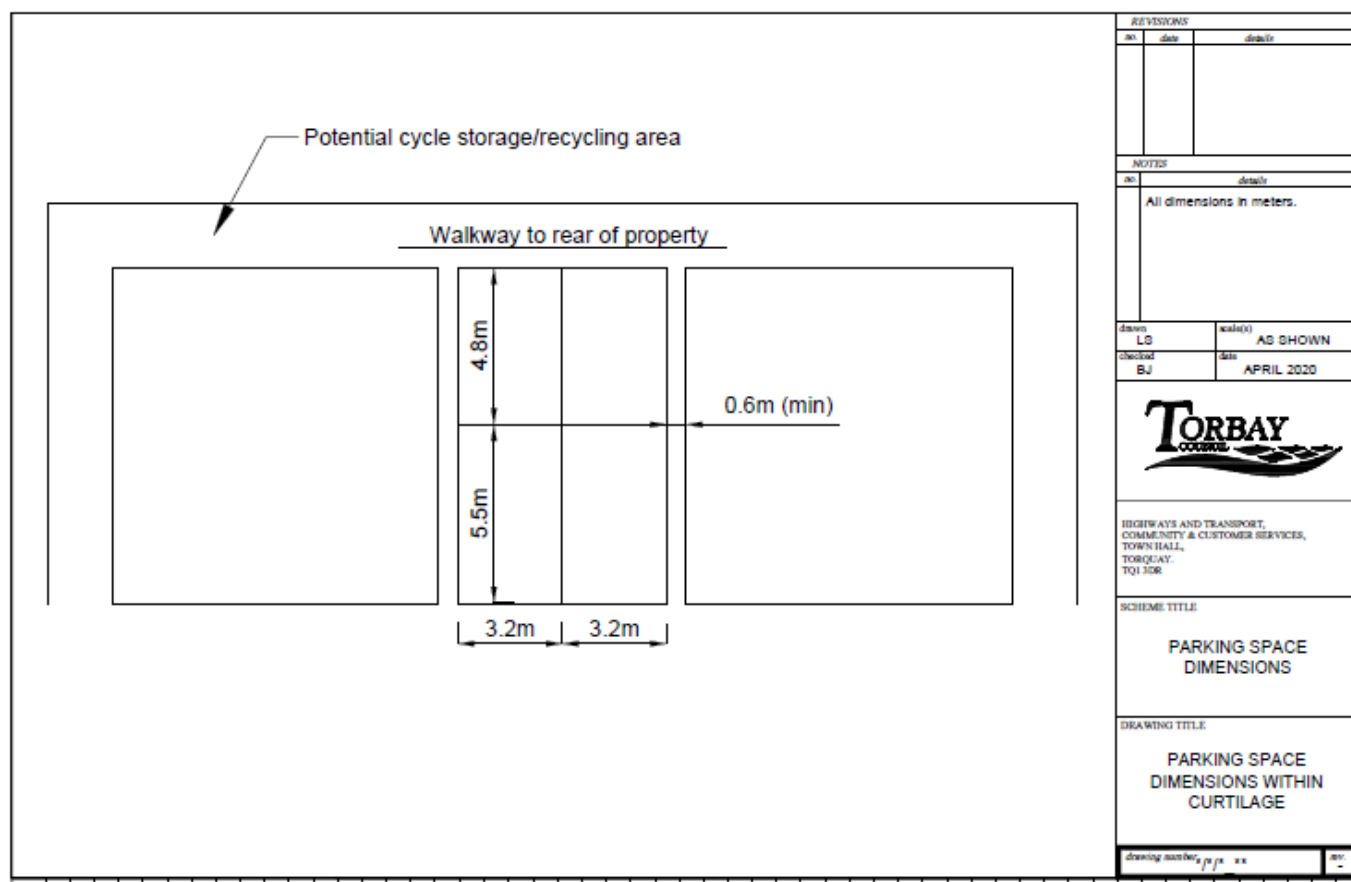 Potential cycle storage/recycling area
Walkway to rear of property
4.8m
0.6m (min)
5.5m
3.2m 3.2m
REVISIONS
no. date details
NOTES
no. details
All dimensions in meters.
drawn scale(s)
LS AS SHOWN
checked date
BJ APRIL 2020
TORBAY
COUNCIL
HIGHWAYS AND TRANSPORT,
COMMUNITY & CUSTOMER SERVICES,
TOWN HALL,
TORQUAY.
TQ1 3DR
SCHEME TITLE
PARKING SPACE
DIMENSIONS
DRAWING TITLE
PARKING SPACE
DIMENSIONS WITHIN
CURTILAGE
drawing number rev.
-